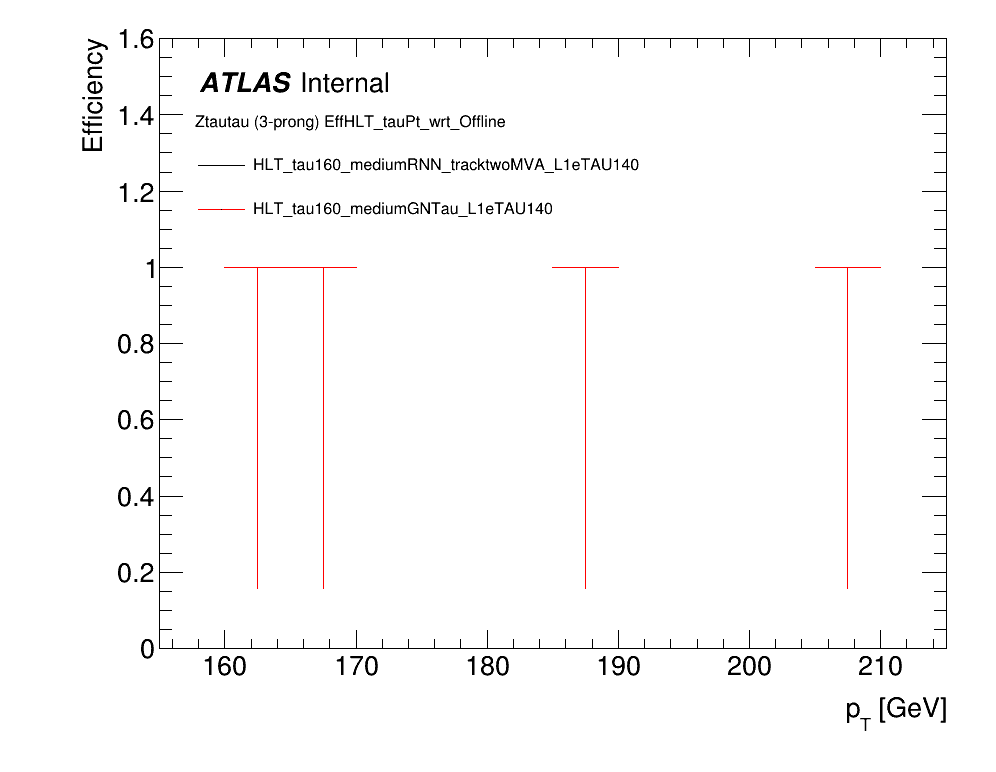 Efficiency
1.6
ATLAS Internal
1.4
Ztautau (3-prong) EffHLT_tauPt_wrt_Offline
HLT_tau160_mediumRNN_tracktwoMVA_L1eTAU140
1.2
HLT_tau160_mediumGNTau_L1eTAU140
1
0.8
0.6
0.4
0.2
0
160 170 180 190 200 210
pT [GeV]